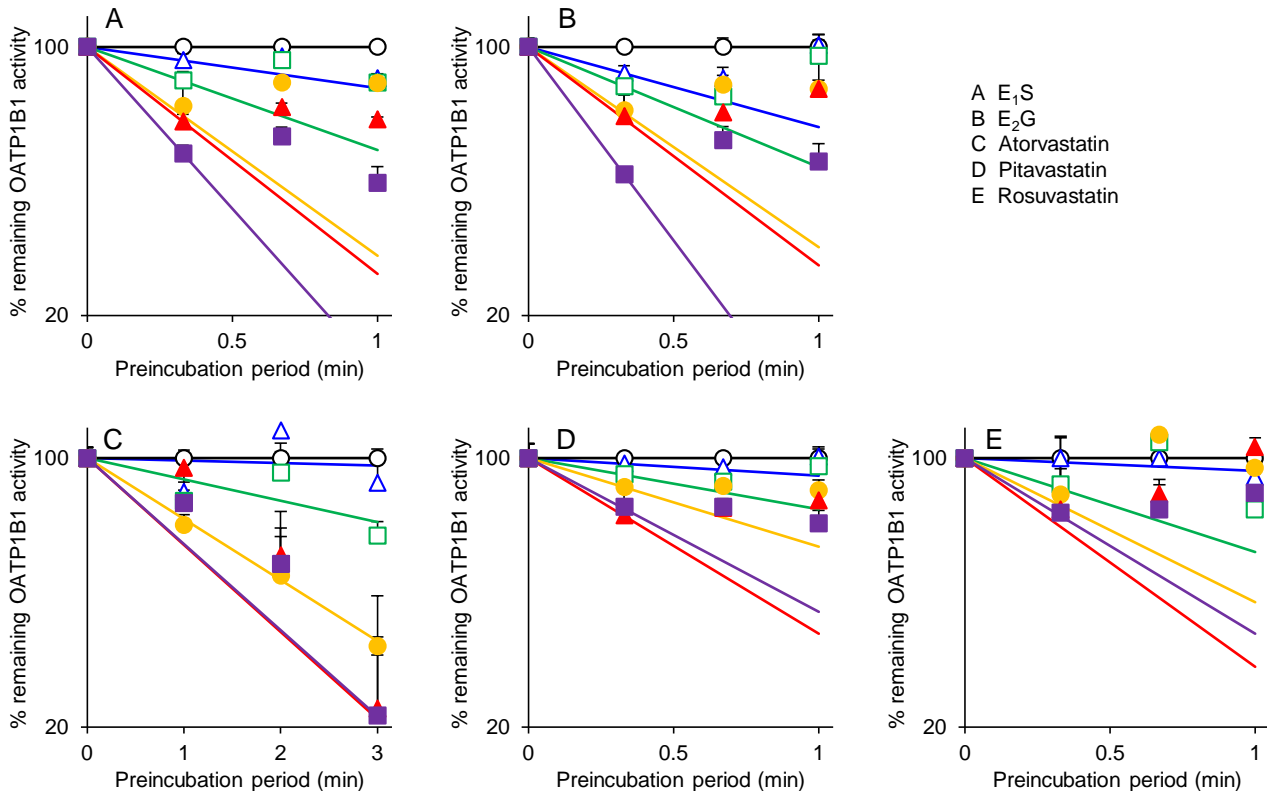 A
% remaining OATP1B1 activity
100
20
0
0.5
1
Preincubation period (min)
B
% remaining OATP1B1 activity
100
20
0
0.5
1
Preincubation period (min)
A E₁S
B E₂G
C Atorvastatin
D Pitavastatin
E Rosuvastatin
C
% remaining OATP1B1 activity
100
20
0
1
2
3
Preincubation period (min)
D
% remaining OATP1B1 activity
100
20
0
0.5
1
Preincubation period (min)
E
% remaining OATP1B1 activity
100
20
0
0.5
1
Preincubation period (min)